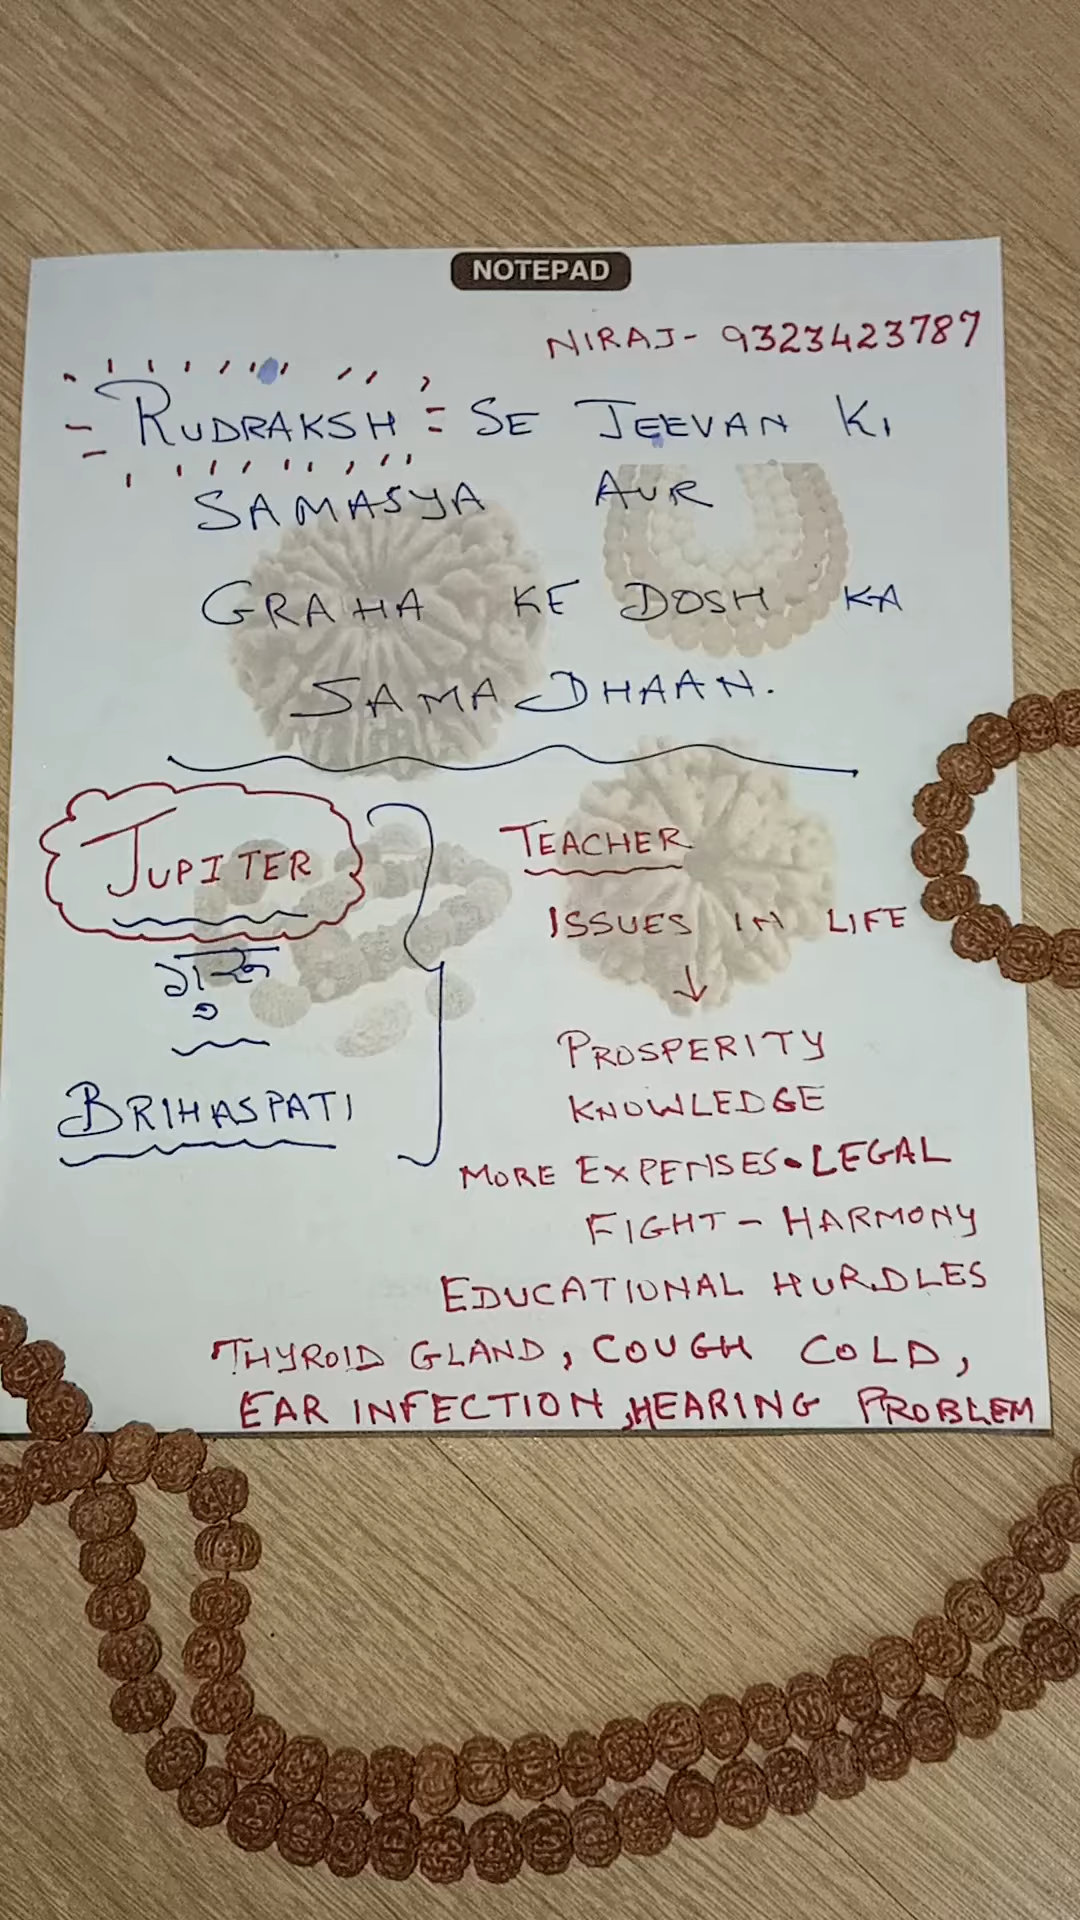 NOTEPAD
NIRAJ- 9323423787
RUDRAKSH SE JEEVAN KI
SAMASYA AUR
GRAHA KE DOSH KA
SAMADHAAN.
JUPITER
गुरु
BRIHASPATI
TEACHER
ISSUES IN LIFE
↓
PROSPERITY
KNOWLEDGE
MORE EXPENSES • LEGAL
FIGHT - HARMONY
EDUCATIONAL HURDLES
THYROID GLAND, COUGH COLD,
EAR INFECTION, HEARING PROBLEM